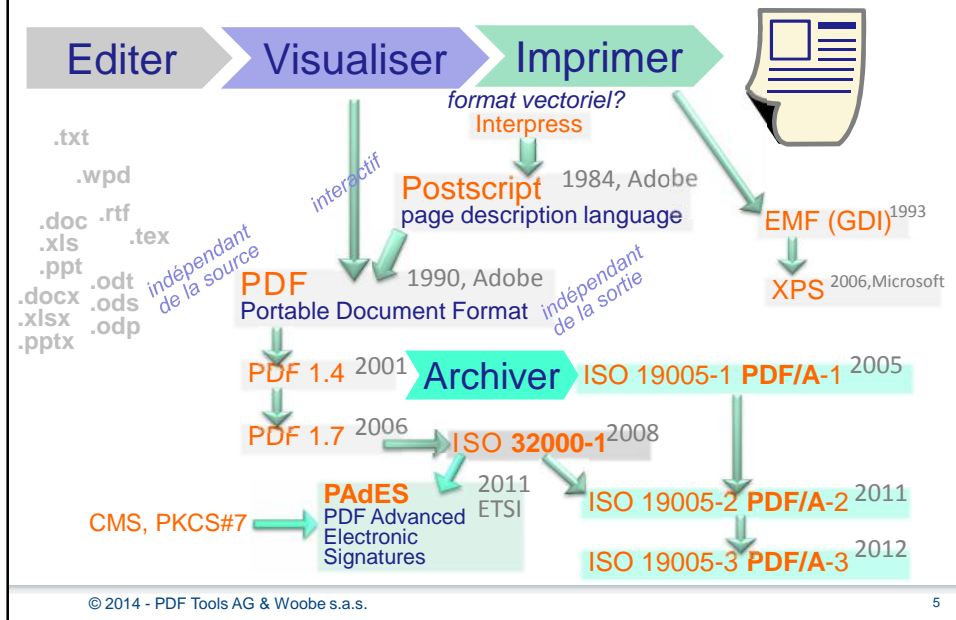 Editer
Visualiser
Imprimer
format vectoriel?
Interpress
.txt
.wpd
.doc .rtf
.xls .tex
.ppt
.odt
.docx .ods
.xlsx .odp
.pptx
interactif
Postscript 1984, Adobe
page description language
EMF (GDI) 1993
XPS 2006,Microsoft
indépendant
de la source
PDF 1990, Adobe
Portable Document Format
indépendant
de la sortie
PDF 1.4 2001
Archiver
ISO 19005-1 PDF/A-1 2005
PDF 1.7 2006
ISO 32000-1 2008
PAdES 2011
ETSI
PDF Advanced
Electronic
Signatures
CMS, PKCS#7
ISO 19005-2 PDF/A-2 2011
ISO 19005-3 PDF/A-3 2012
© 2014 - PDF Tools AG & Woobe s.a.s.
5